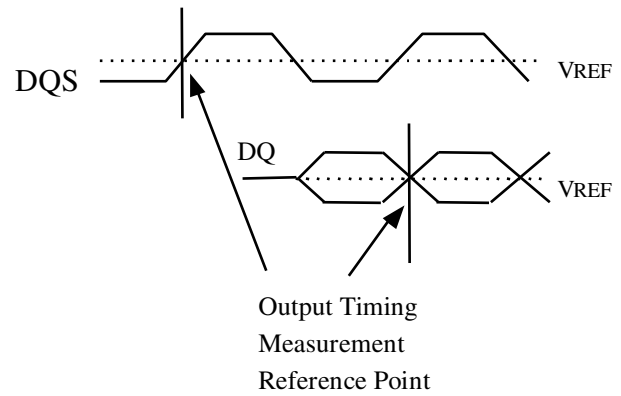 DQS
VREF
DQ
VREF
Output Timing
Measurement
Reference Point